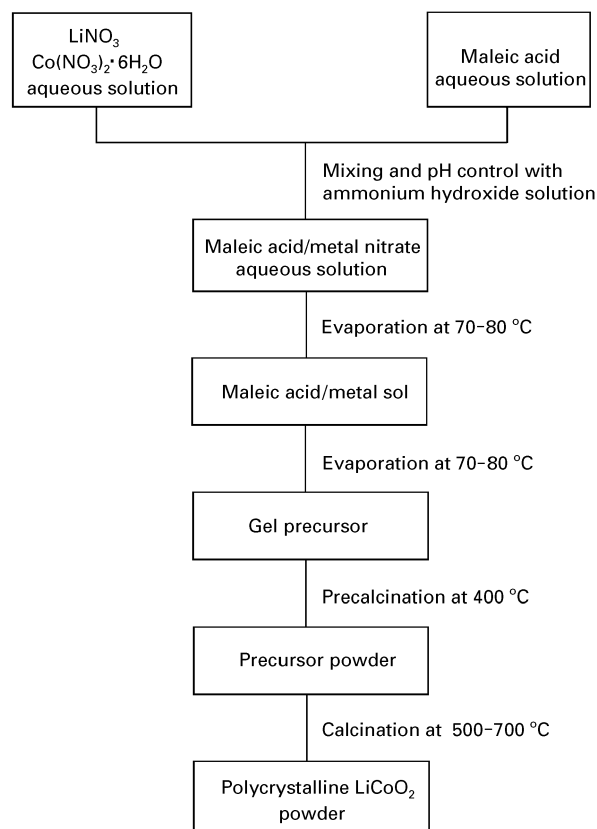 LiNO₃
Co(NO₃)₂·6H₂O
aqueous solution
Maleic acid
aqueous solution
Mixing and pH control with
ammonium hydroxide solution
Maleic acid/metal nitrate
aqueous solution
Evaporation at 70-80 °C
Maleic acid/metal sol
Evaporation at 70-80 °C
Gel precursor
Precalcination at 400 °C
Precursor powder
Calcination at 500-700 °C
Polycrystalline LiCoO₂
powder